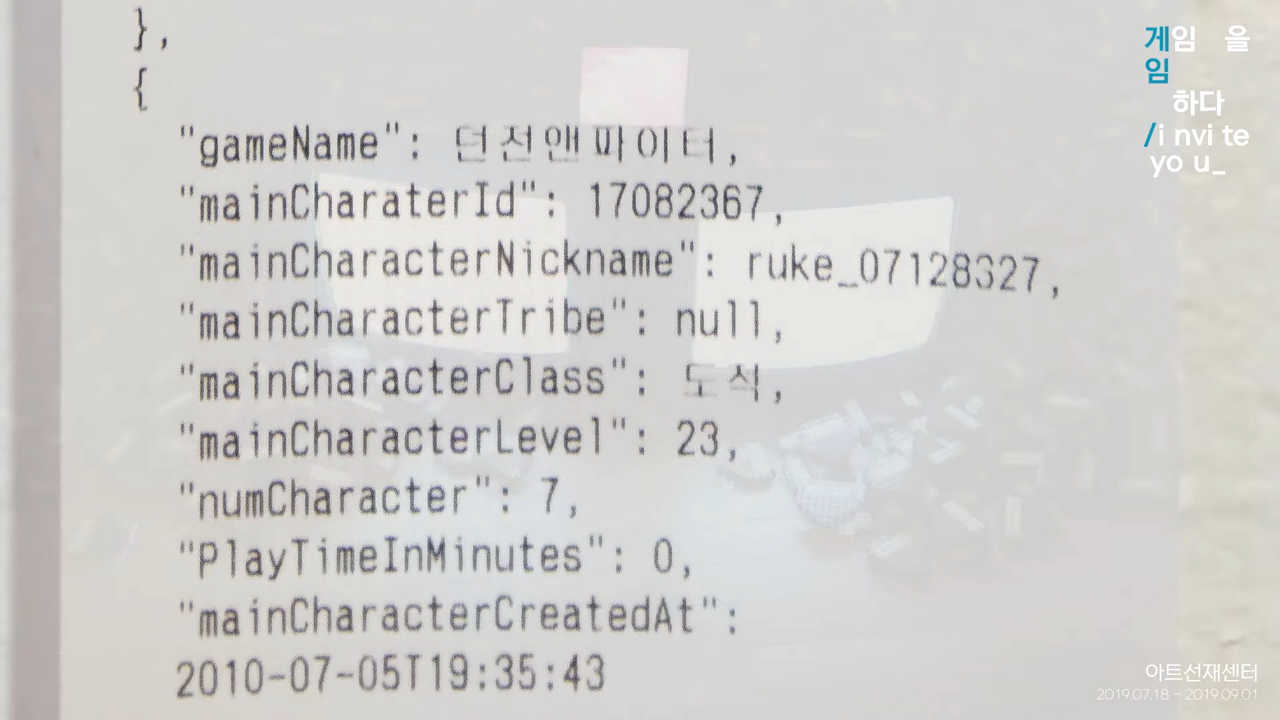 },
{
"gameName": 던전앤파이터,
"mainCharaterId": 17082367,
"mainCharacterNickname": ruke_07128327,
"mainCharacterTribe": null,
"mainCharacterClass": 도적,
"mainCharacterLevel": 23,
"numCharacter": 7,
"PlayTimeInMinutes": 0,
"mainCharacterCreatedAt":
2010-07-05T19:35:43
게임 을
임
하다
/i nvi te
yo u_
아트선재센터
2019.07.18 ~ 2019.09.01